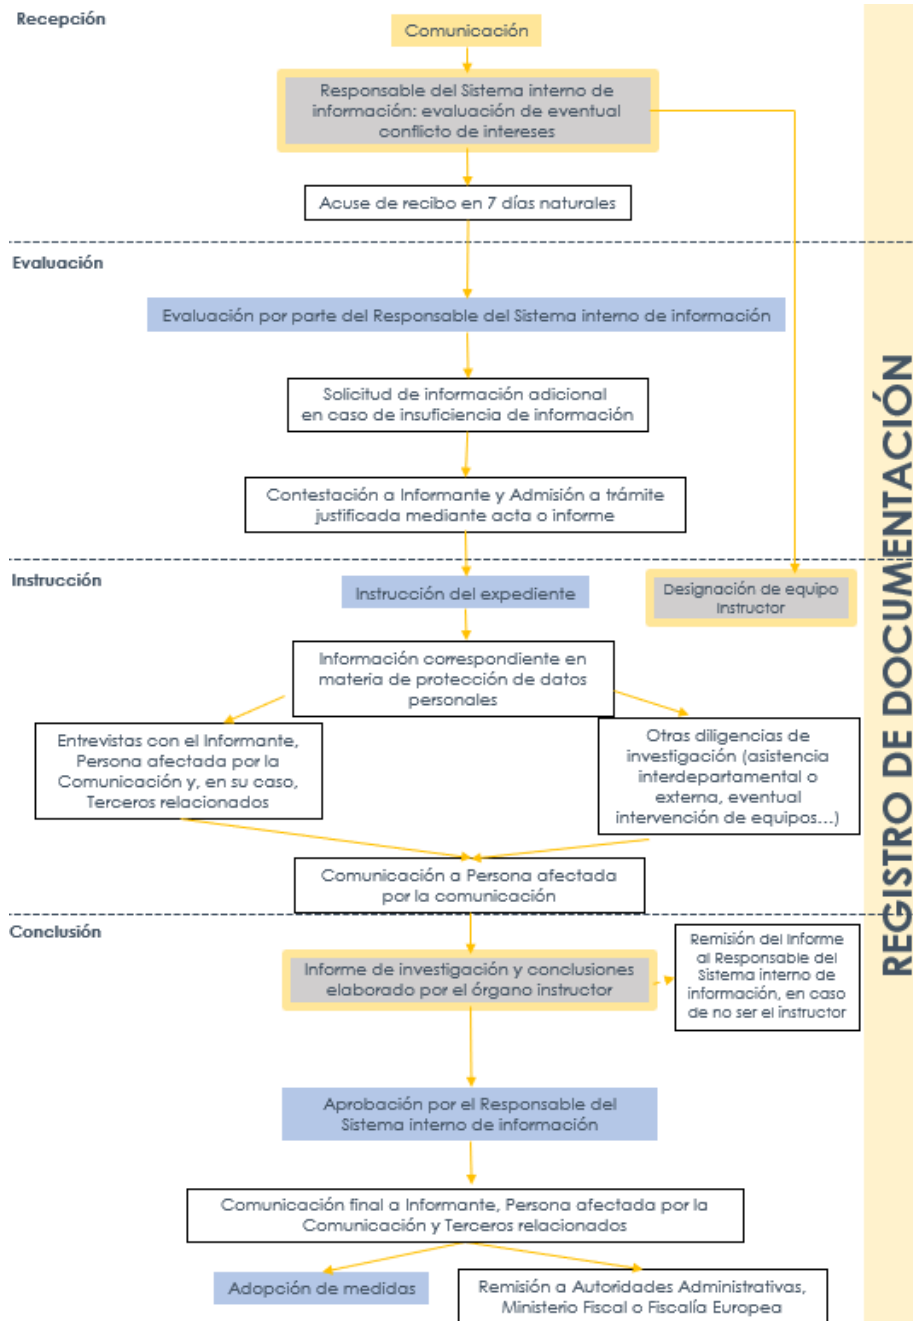 Recepción
Comunicación
Responsable del Sistema interno de
información: evaluación de eventual
conflicto de intereses
Acuse de recibo en 7 días naturales
Evaluación
Evaluación por parte del Responsable del Sistema interno de información
Solicitud de información adicional
en caso de insuficiencia de información
Contestación a Informante y Admisión a trámite
justificada mediante acta o informe
Instrucción
Instrucción del expediente
Designación de equipo
Instructor
Información correspondiente en
materia de protección de datos
personales
Entrevistas con el Informante,
Persona afectada por la
Comunicación y, en su caso,
Terceros relacionados
Otras diligencias de
investigación (asistencia
interdepartamental o
externa, eventual
intervención de equipos...)
Comunicación a Persona afectada
por la comunicación
Conclusión
Informe de investigación y conclusiones
elaborado por el órgano instructor
Remisión del Informe
al Responsable del
Sistema interno de
información, en caso
de no ser el instructor
Aprobación por el Responsable del
Sistema interno de información
Comunicación final a Informante, Persona afectada por la
Comunicación y Terceros relacionados
Adopción de medidas
Remisión a Autoridades Administrativas,
Ministerio Fiscal o Fiscalía Europea
REGISTRO DE DOCUMENTACIÓN